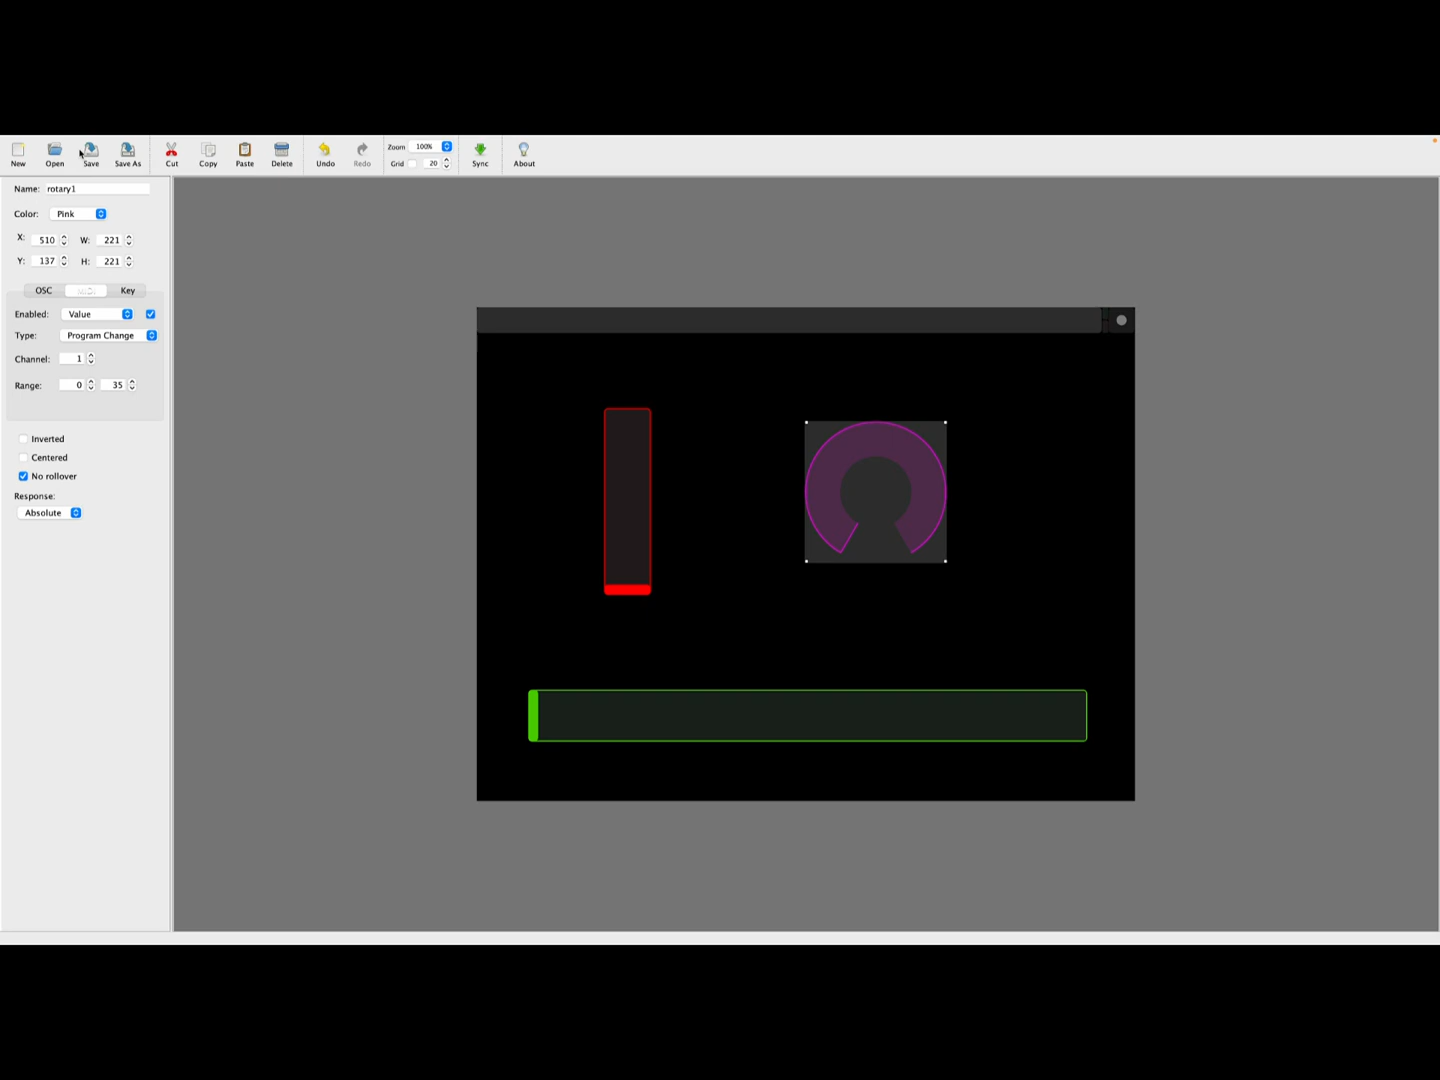 New Open Save Save As Cut Copy Paste Delete Undo Redo Zoom 100% Grid 20 Sync About
Name: rotary1
Color: Pink
X: 510 W: 221
Y: 137 H: 221
OSC MIDI Key
Enabled: Value
Type: Program Change
Channel: 1
Range: 0 35
Inverted
Centered
No rollover
Response:
Absolute